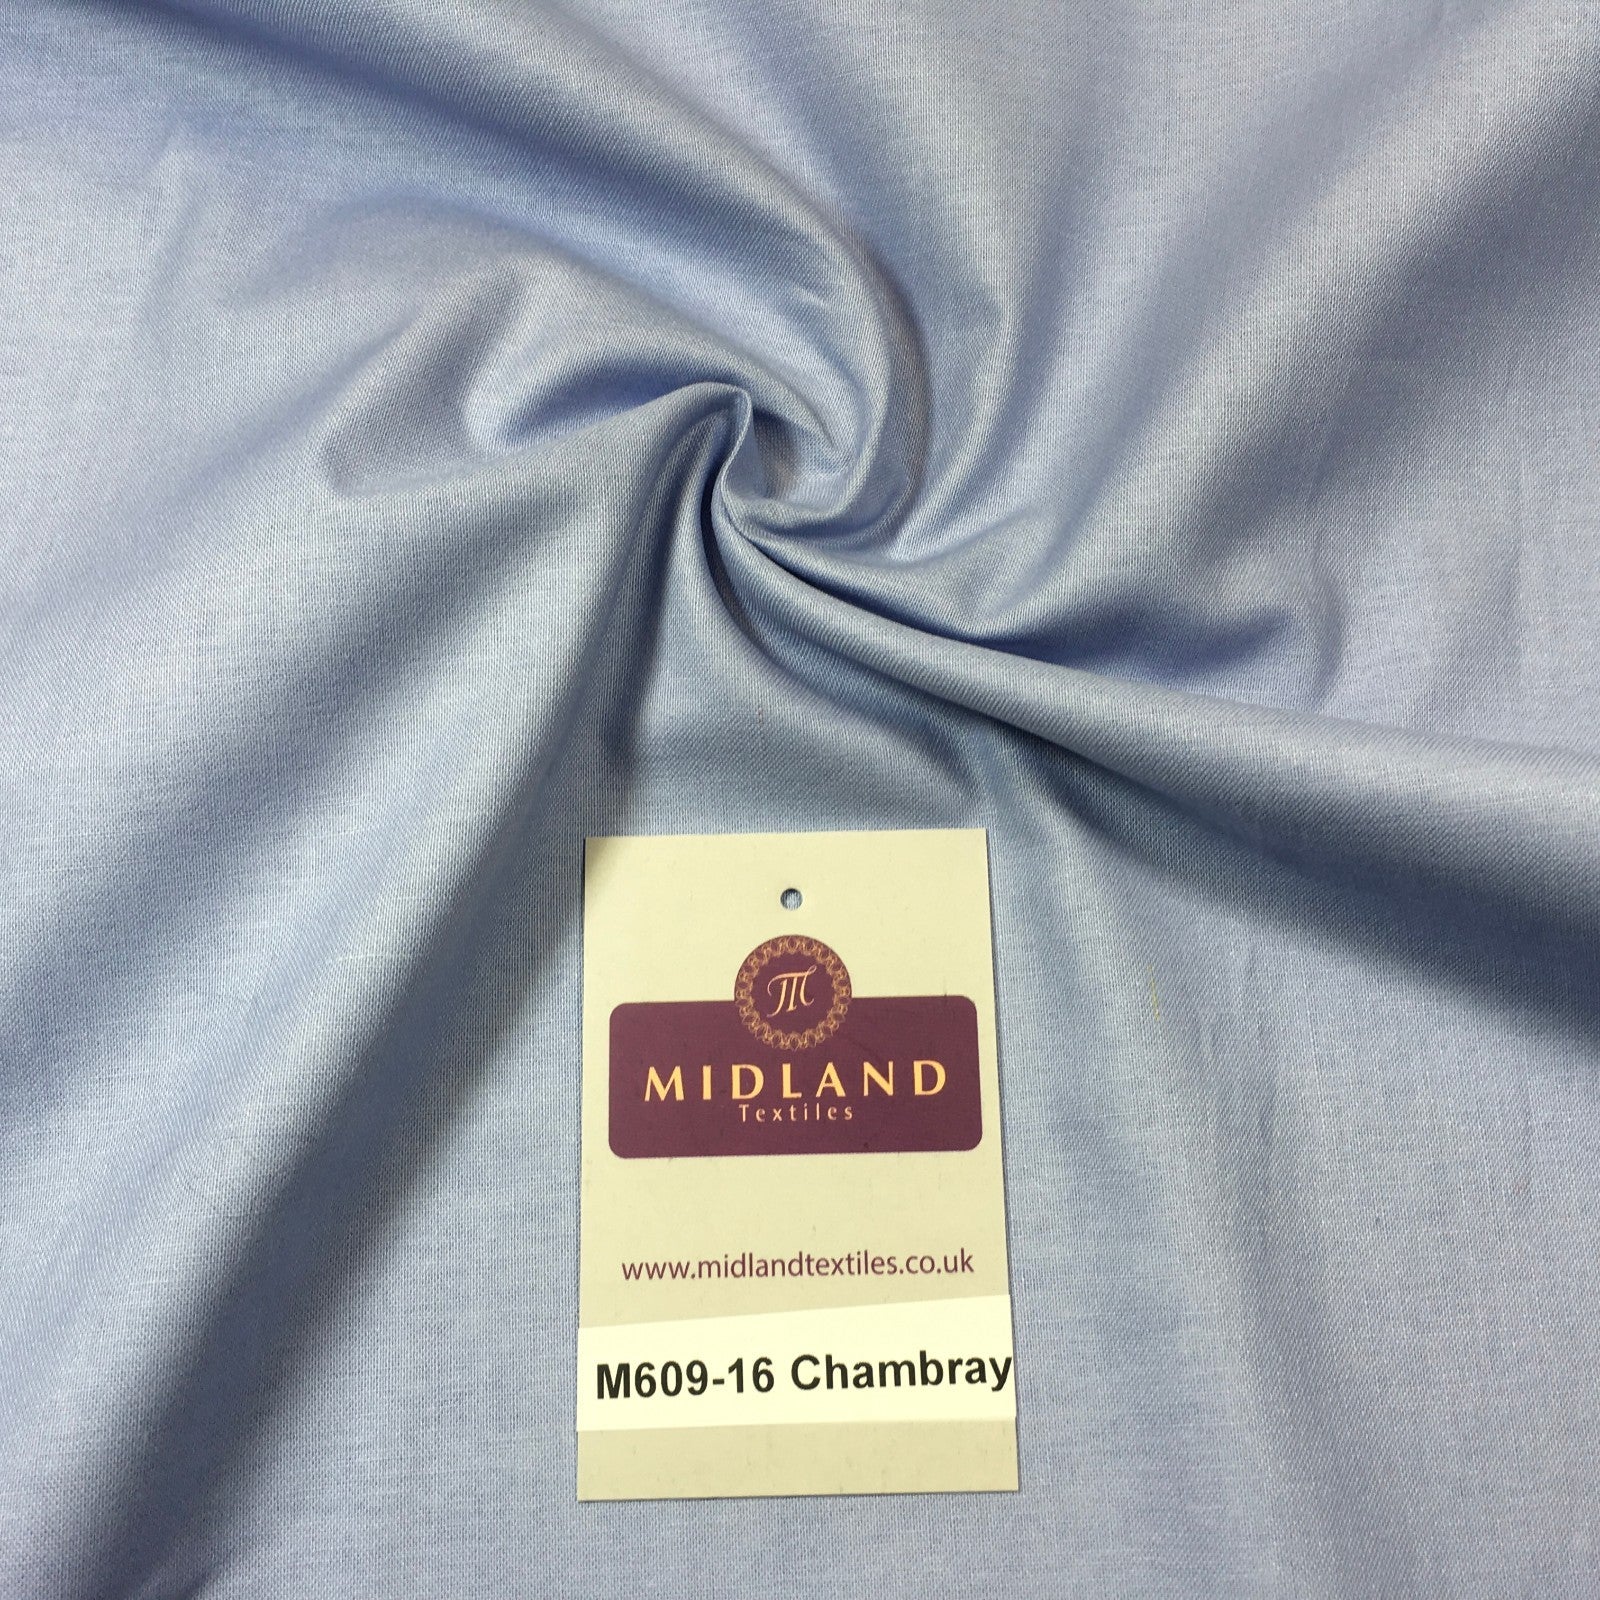 M
MIDLAND
Textiles
www.midlandtextiles.co.uk
M609-16 Chambray